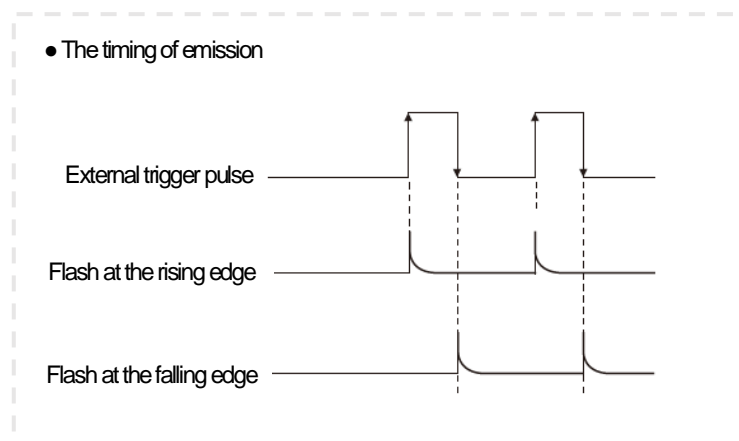 ● The timing of emission
External trigger pulse
Flash at the rising edge
Flash at the falling edge